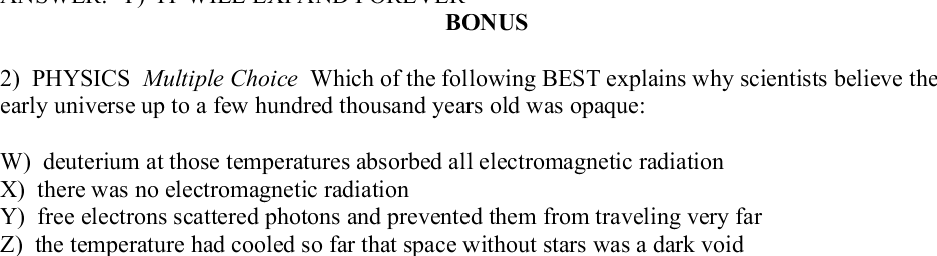 ANSWER: Y) IT WILL EXPAND FOREVER
BONUS
2) PHYSICS Multiple Choice Which of the following BEST explains why scientists believe the
early universe up to a few hundred thousand years old was opaque:
W) deuterium at those temperatures absorbed all electromagnetic radiation
X) there was no electromagnetic radiation
Y) free electrons scattered photons and prevented them from traveling very far
Z) the temperature had cooled so far that space without stars was a dark void